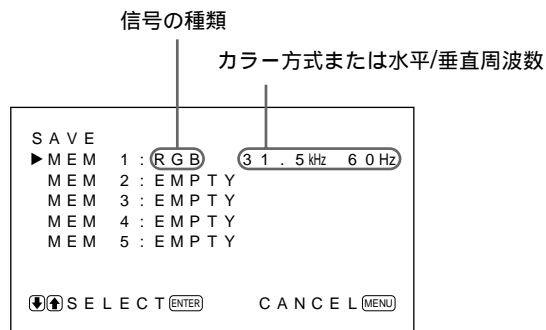 信号の種類
カラー方式または水平/垂直周波数
SAVE
▶MEM 1:RGB 31.5kHz 60Hz
MEM 2:EMPTY
MEM 3:EMPTY
MEM 4:EMPTY
MEM 5:EMPTY
↓↑SELECT ENTER CANCEL MENU